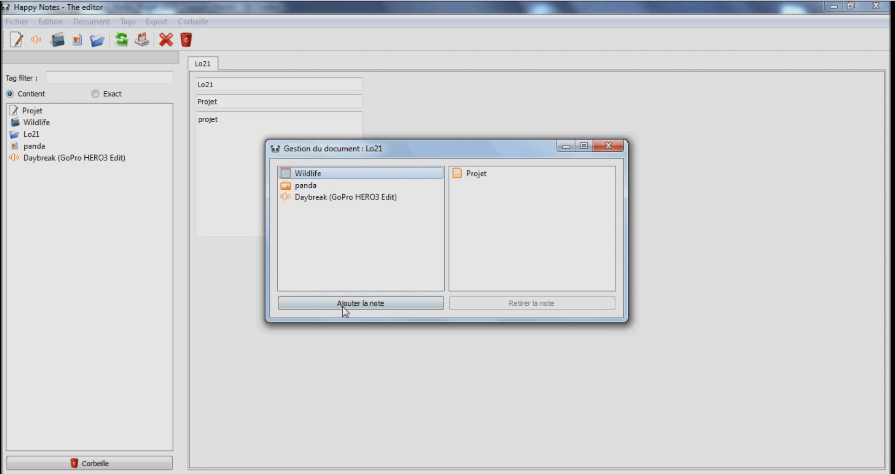 Happy Notes - The editor
Fichier Edition Document Tags Export Corbeille
Lo21
Tag filter :
Contient Exact
Projet
Wildlife
Lo21
panda
Daybreak (GoPro HERO3 Edit)
Corbeille
Lo21
Projet
projet
Gestion du document : Lo21
Wildlife
panda
Daybreak (GoPro HERO3 Edit)
Projet
Ajouter la note
Retirer la note